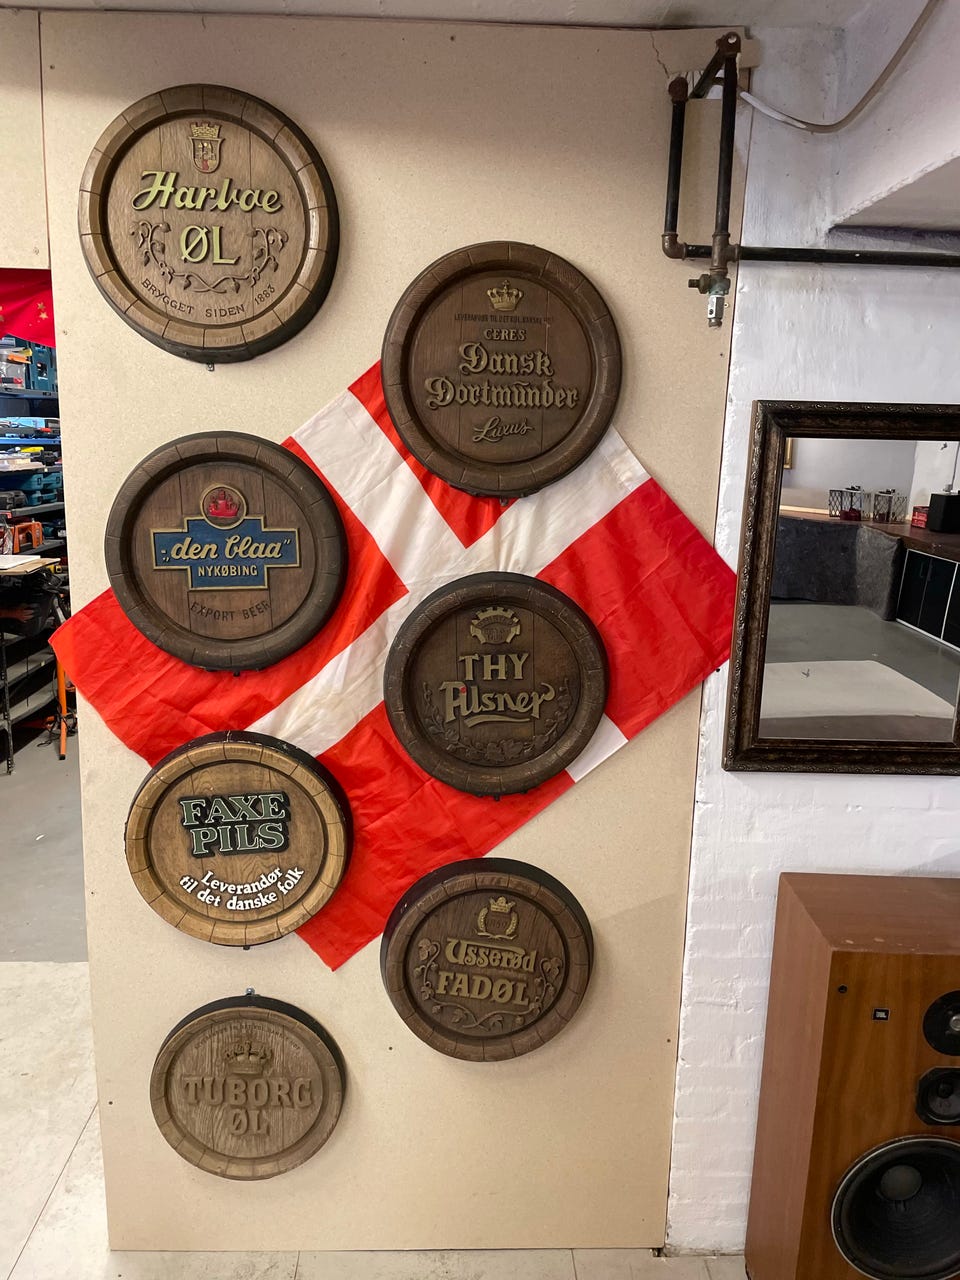 Harboe
ØL
BRYGGET SIDEN 1883
CERES
Dansk
Dortmunder
Luxus
"den blaa"
NYKØBING
EXPORT BEER
THY
Pilsner
FAXE
PILS
Leverandør
til det danske folk
Usserød
FADØL
TUBORG
ØL
JBL